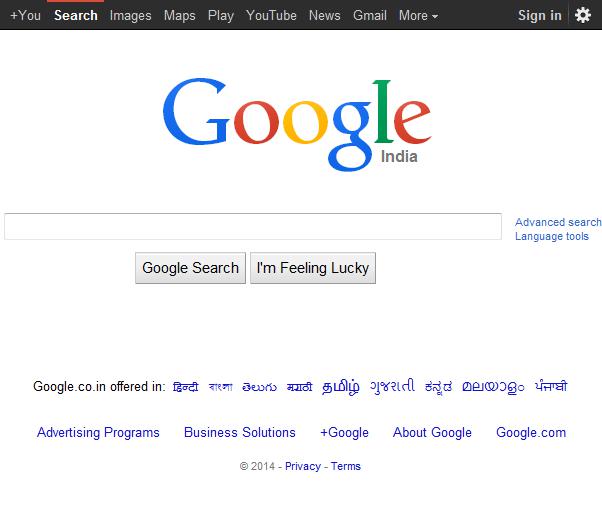 +You Search Images Maps Play YouTube News Gmail More Sign in
Google
India
Advanced search
Language tools
Google Search I'm Feeling Lucky
Google.co.in offered in: हिन्दी বাংলা తెలుగు मराठी தமிழ் ગુજરાતી ಕನ್ನಡ മലയാളം ਪੰਜਾਬੀ
Advertising Programs Business Solutions +Google About Google Google.com
© 2014 - Privacy - Terms